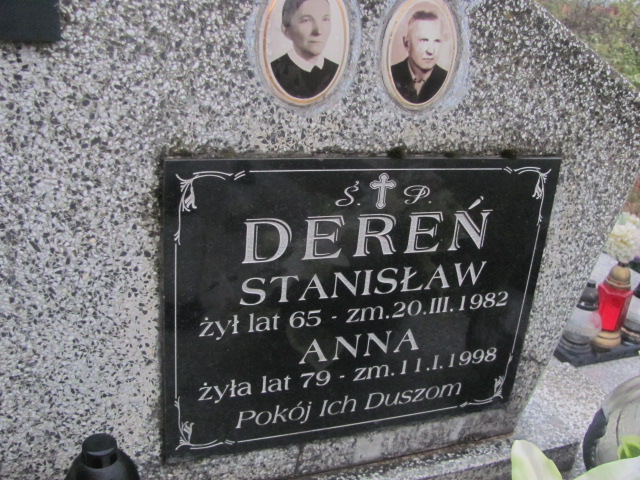 Ś. P.
DEREŃ
STANISŁAW
żył lat 65 - zm. 20.III.1982
ANNA
żyła lat 79 - zm. 11.I.1998
Pokój Ich Duszom